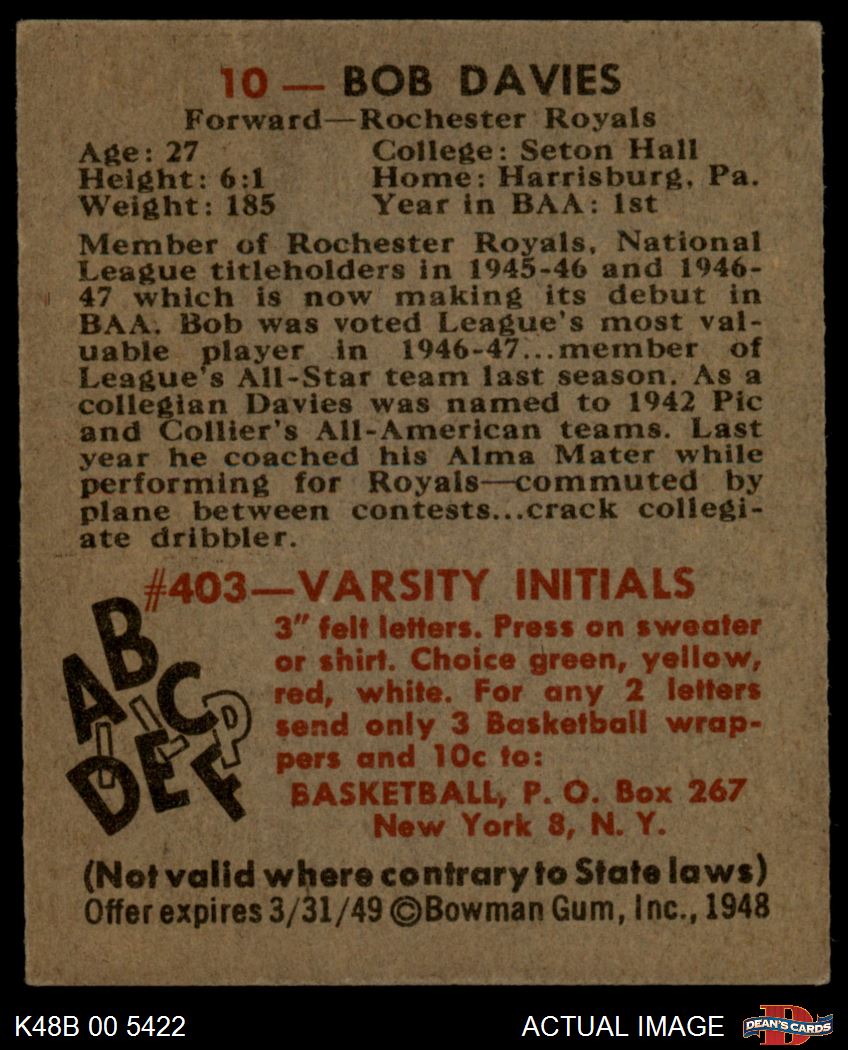 10 — BOB DAVIES
Forward—Rochester Royals
Age: 27 College: Seton Hall
Height: 6:1 Home: Harrisburg, Pa.
Weight: 185 Year in BAA: 1st
Member of Rochester Royals, National
League titleholders in 1945-46 and 1946-
47 which is now making its debut in
BAA. Bob was voted League's most val-
uable player in 1946-47...member of
League's All-Star team last season. As a
collegian Davies was named to 1942 Pic
and Collier's All-American teams. Last
year he coached his Alma Mater while
performing for Royals—commuted by
plane between contests...crack collegi-
ate dribbler.
#403—VARSITY INITIALS
3" felt letters. Press on sweater
or shirt. Choice green, yellow,
red, white. For any 2 letters
send only 3 Basketball wrap-
pers and 10c to:
BASKETBALL, P. O. Box 267
New York 8, N. Y.
ABC
DEF
(Not valid where contrary to State laws)
Offer expires 3/31/49 ©Bowman Gum, Inc., 1948
K48B 00 5422
ACTUAL IMAGE
DEAN'S CARDS